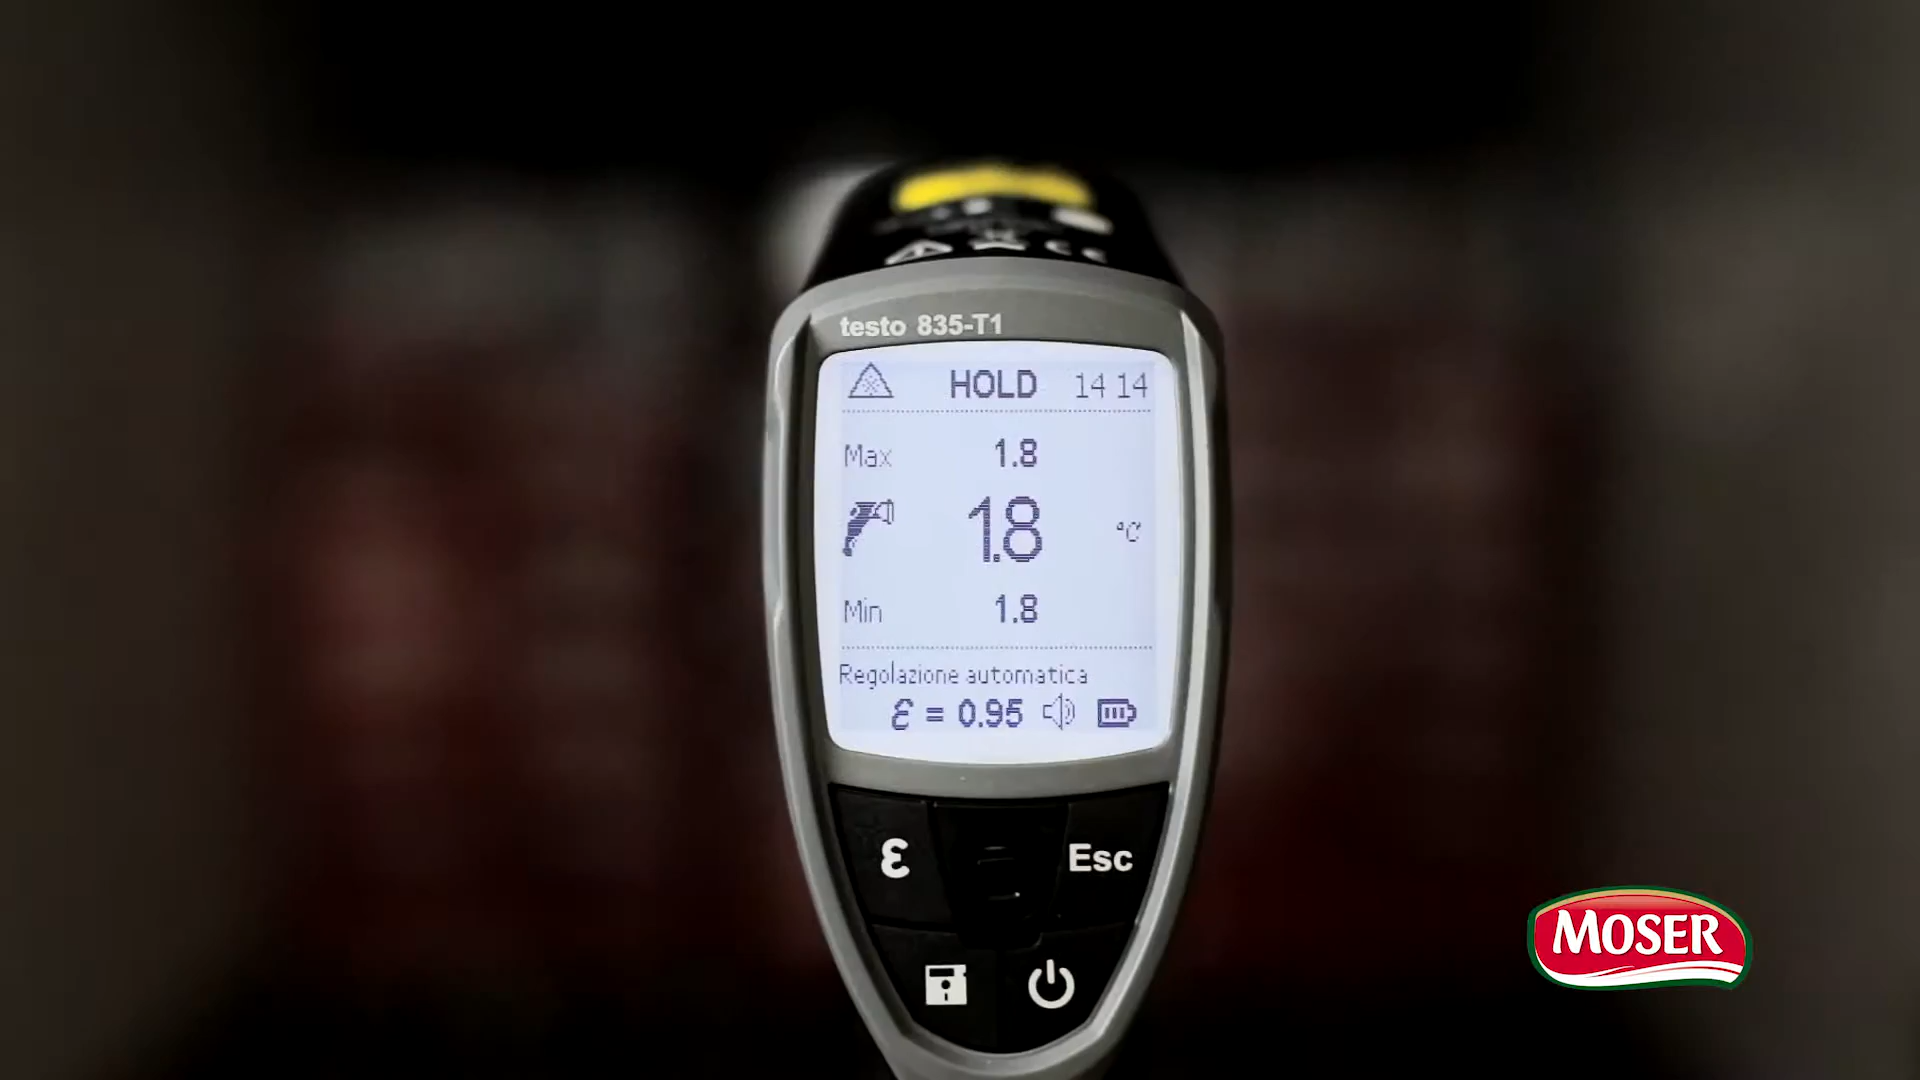 testo 835-T1
HOLD 14 14
Max 1.8
1.8 °C
Min 1.8
Regolazione automatica
ε = 0.95
ε Esc
MOSER